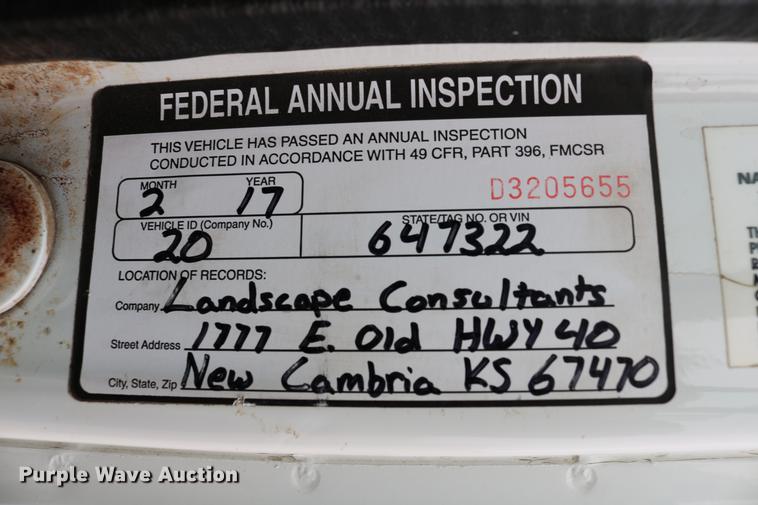 FEDERAL ANNUAL INSPECTION
THIS VEHICLE HAS PASSED AN ANNUAL INSPECTION
CONDUCTED IN ACCORDANCE WITH 49 CFR, PART 396, FMCSR
MONTH YEAR
2 17
D3205655
VEHICLE ID (Company No.) STATE/TAG NO. OR VIN
20 647322
LOCATION OF RECORDS:
Company Landscape Consultants
Street Address 1777 E. Old HWY 40
City, State, Zip New Cambria KS 67470
NA
Purple Wave Auction